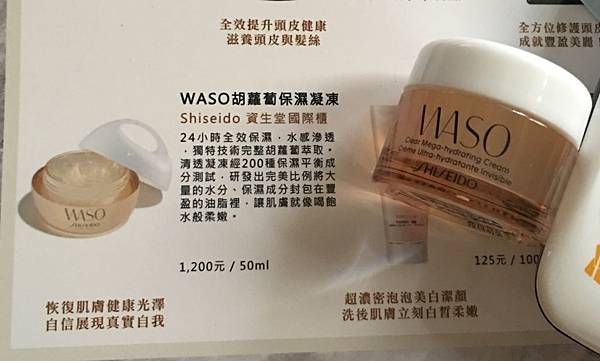 全效提升頭皮健康
滋養頭皮與髮絲
全方位修護頭皮
成就豐盈美麗！
WASO胡蘿蔔保濕凝凍
Shiseido 資生堂國際櫃
24小時全效保濕，水感滲透
，獨特技術完整胡蘿蔔萃取。
清透凝凍經200種保濕平衡成
分測試，研發出完美比例將大
量的水分、保濕成分封包在豐
盈的油脂裡，讓肌膚就像喝飽
水般柔嫩。
1,200元 / 50ml
WASO
SHISEIDO
恢復肌膚健康光澤
自信展現真實自我
WASO
Clear Mega-hydrating Cream
Crème Ultra-hydratante Invisible
SHISEIDO
125元 / 100
超濃密泡泡美白潔顏
洗後肌膚立刻白皙柔嫩